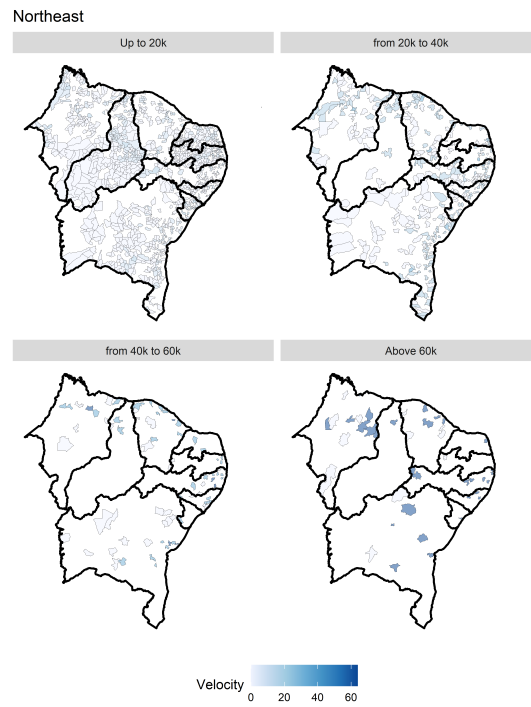 Northeast
Up to 20k
from 20k to 40k
from 40k to 60k
Above 60k
Velocity
0 20 40 60